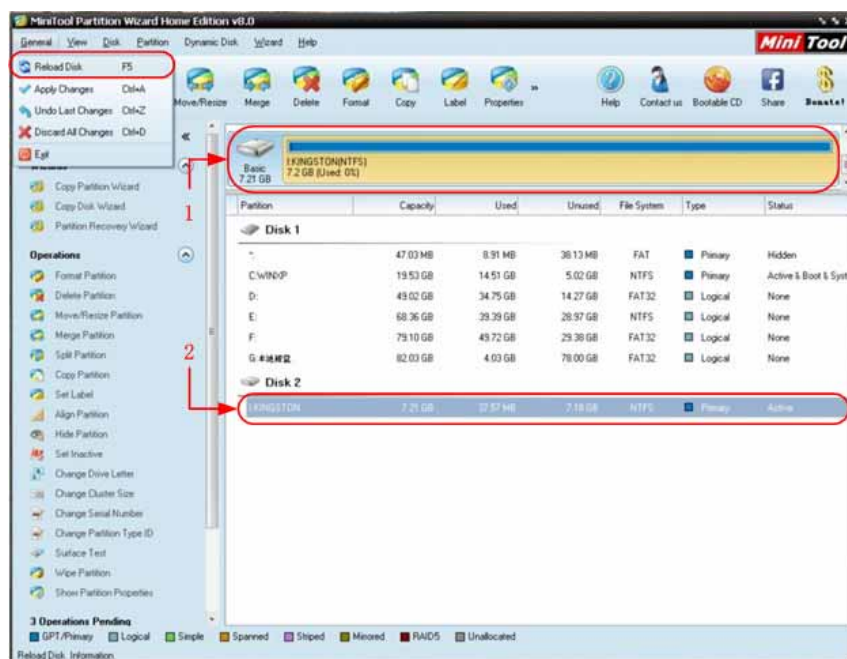 MiniTool Partition Wizard Home Edition v8.0
General View Disk Partition Dynamic Disk Wizard Help
Mini Tool
Reload Disk F5
Apply Changes Ctrl+A
Undo Last Changes Ctrl+Z
Discard All Changes Ctrl+D
Exit
Move/Resize Merge Delete Format Copy Label Properties » Help Contact us Bootable CD Share Donate!
«
1
Basic
7.21 GB
I:KINGSTON(NTFS)
7.2 GB (Used: 0%)
Copy Partition Wizard
Copy Disk Wizard
Partition Recovery Wizard
Operations
Format Partition
Delete Partition
Move/Resize Partition
Merge Partition
Split Partition
Copy Partition
Set Label
Align Partition
Hide Partition
Set Inactive
Change Drive Letter
Change Cluster Size
Change Serial Number
Change Partition Type ID
Surface Test
Wipe Partition
Show Partition Properties
3 Operations Pending
2
Partition Capacity Used Unused File System Type Status
Disk 1
*: 47.03 MB 8.91 MB 38.13 MB FAT Primary Hidden
C:WINXP 19.53 GB 14.51 GB 5.02 GB NTFS Primary Active & Boot & Syst
D: 49.02 GB 34.75 GB 14.27 GB FAT32 Logical None
E: 68.36 GB 39.39 GB 28.97 GB NTFS Logical None
F: 79.10 GB 49.72 GB 29.38 GB FAT32 Logical None
G:本地磁盘 82.03 GB 4.03 GB 78.00 GB FAT32 Logical None
Disk 2
I:KINGSTON 7.21 GB 32.57 MB 7.18 GB NTFS Primary Active
GPT/Primary Logical Simple Spanned Striped Mirrored RAID5 Unallocated
Reload Disk Information